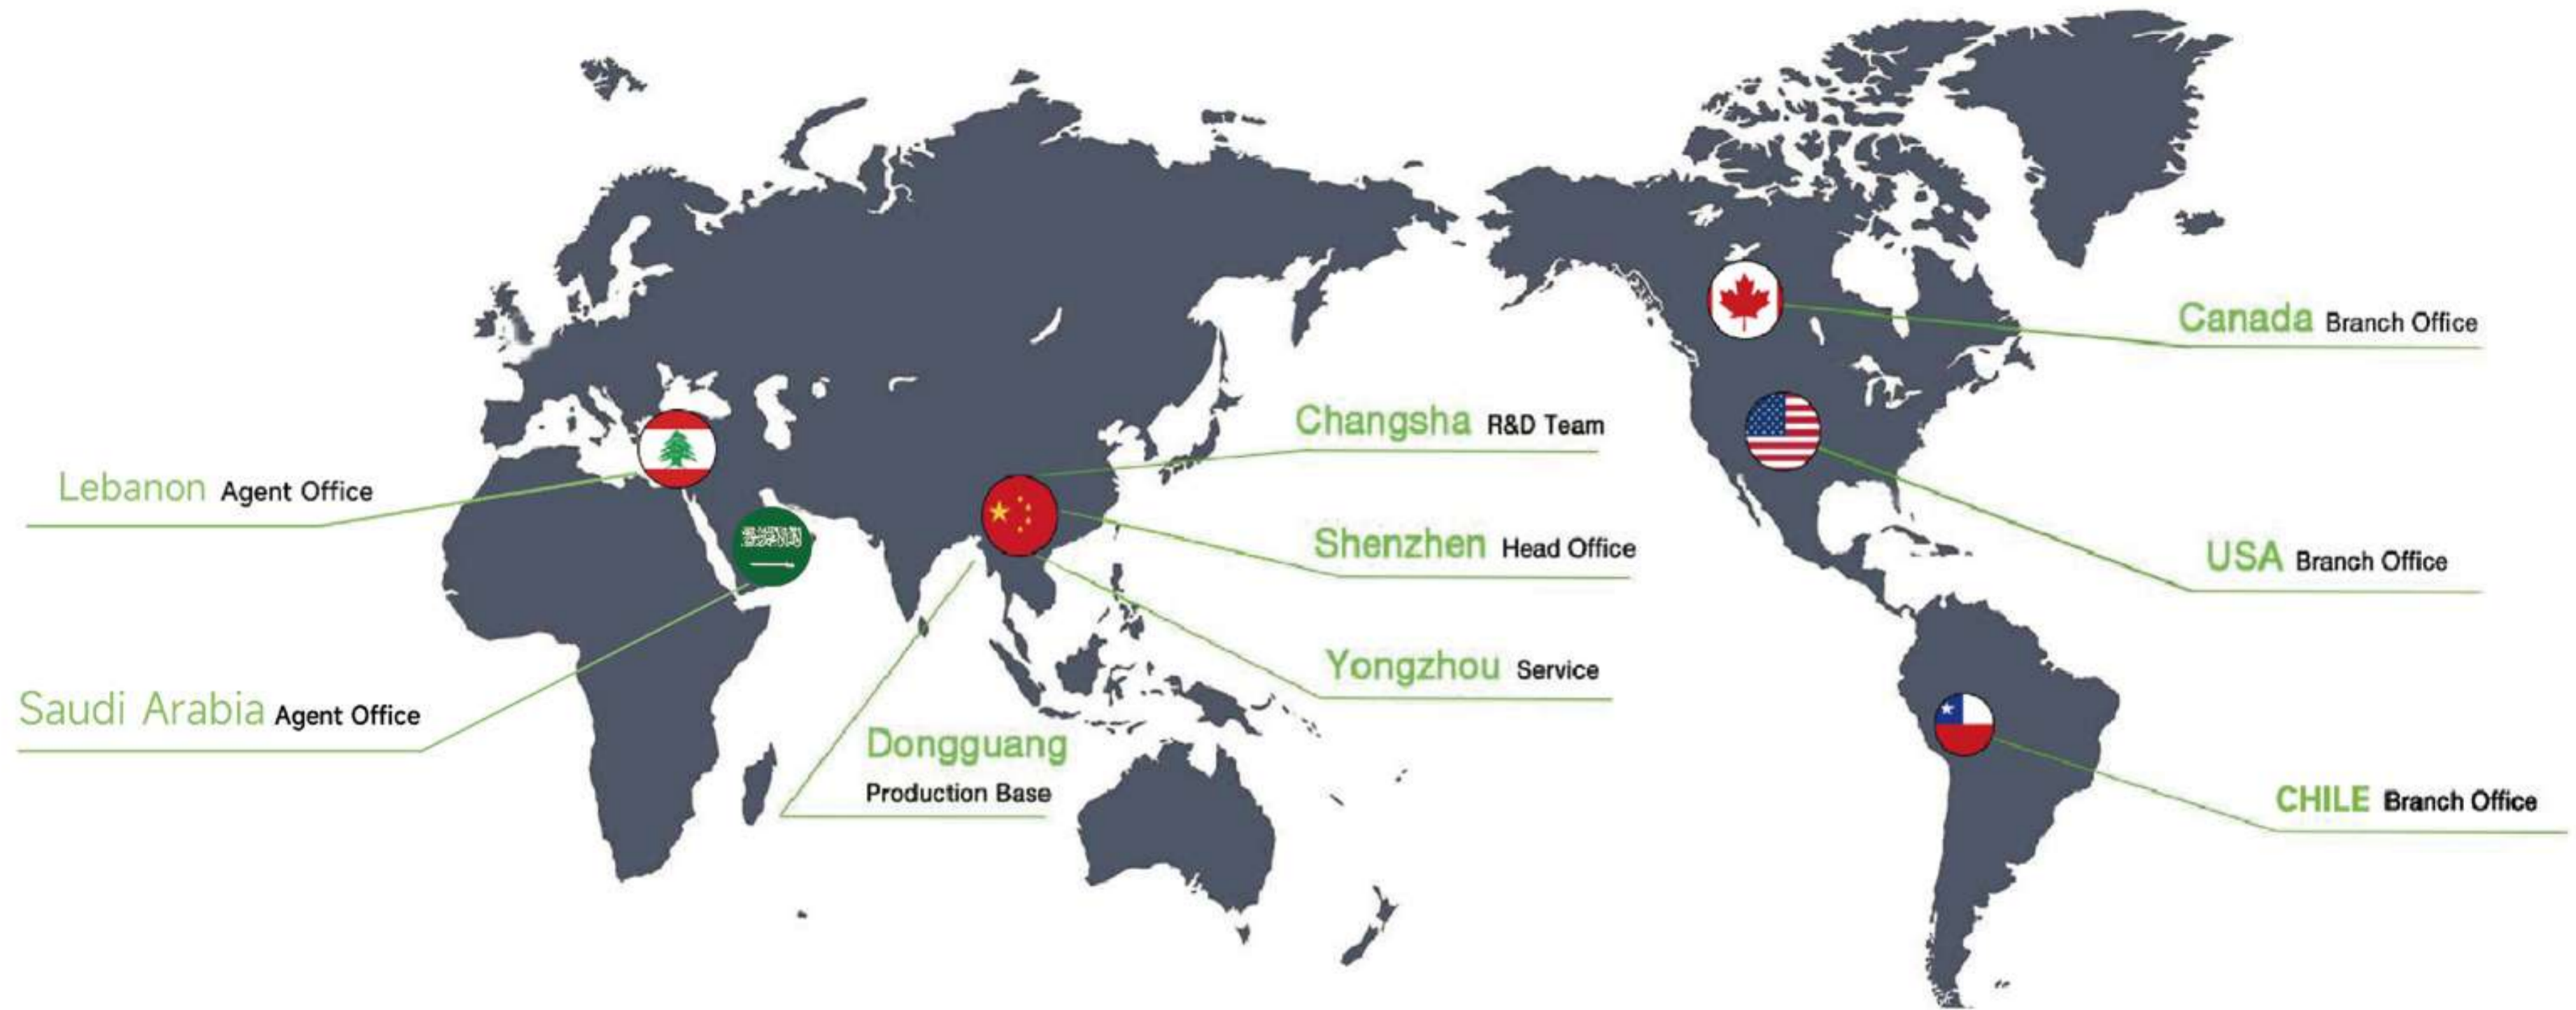 Canada Branch Office
Changsha R&D Team
Lebanon Agent Office
Shenzhen Head Office
USA Branch Office
Yongzhou Service
Saudi Arabia Agent Office
Dongguang
Production Base
CHILE Branch Office